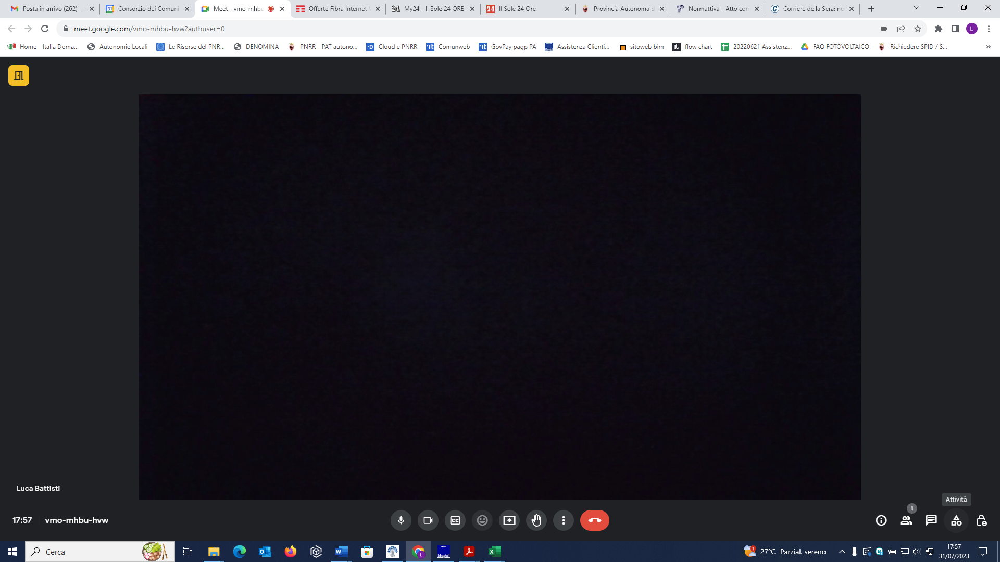 Posta in arrivo (262) -
Consorzio dei Comuni
Meet - vmo-mhbu
Offerte Fibra Internet
My24 - Il Sole 24 ORE
Il Sole 24 Ore
Provincia Autonoma d
Normattiva - Atto com
Corriere della Sera: ne
meet.google.com/vmo-mhbu-hvw?authuser=0
L
Home - Italia Doma...
Autonomie Locali
Le Risorse del PNR...
DENOMINA
PNRR - PAT autono...
Cloud e PNRR
Comunweb
GovPay pagp PA
Assistenza Clienti...
sitoweb bim
flow chart
20220621 Assistenz...
FAQ FOTOVOLTAICO
Richiedere SPID / S...
»
Luca Battisti
Attività
17:57 | vmo-mhbu-hvw
1
Cerca
27°C Parzial. sereno
17:57
31/07/2023